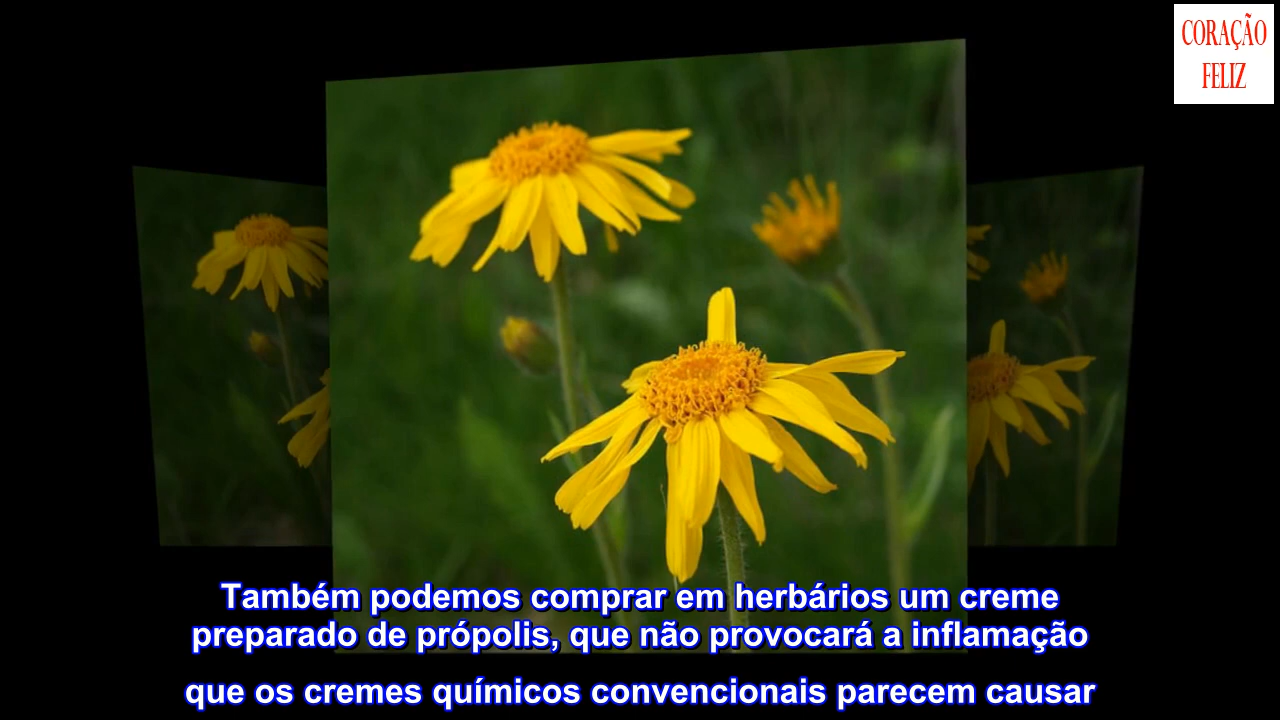 CORAÇÃO
FELIZ
Também podemos comprar em herbários um creme
preparado de própolis, que não provocará a inflamação
que os cremes químicos convencionais parecem causar